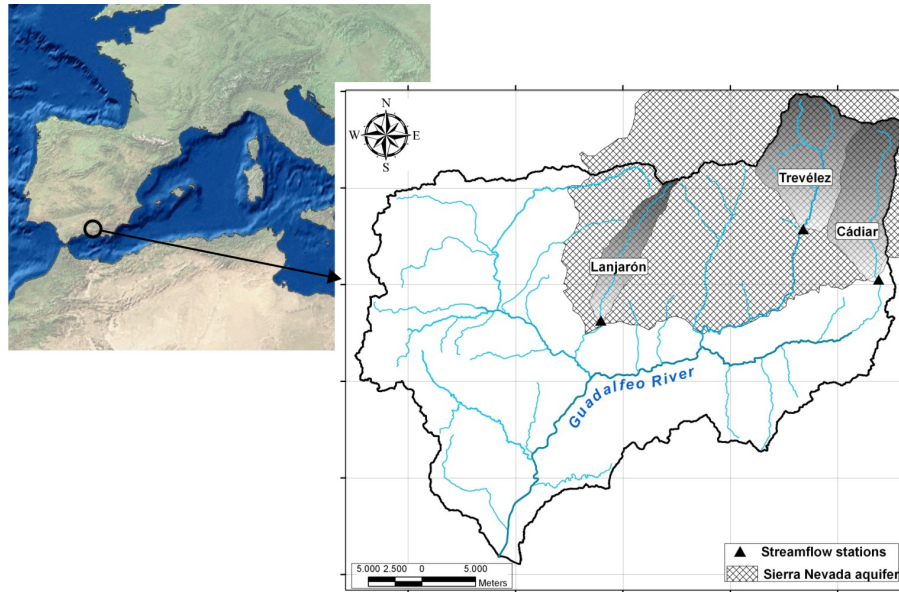 N
W E
S
Trevélez
Cádiar
Lanjarón
Guadalfeo River
Streamflow stations
Sierra Nevada aquifer
5.000 2.500 0 5.000
Meters